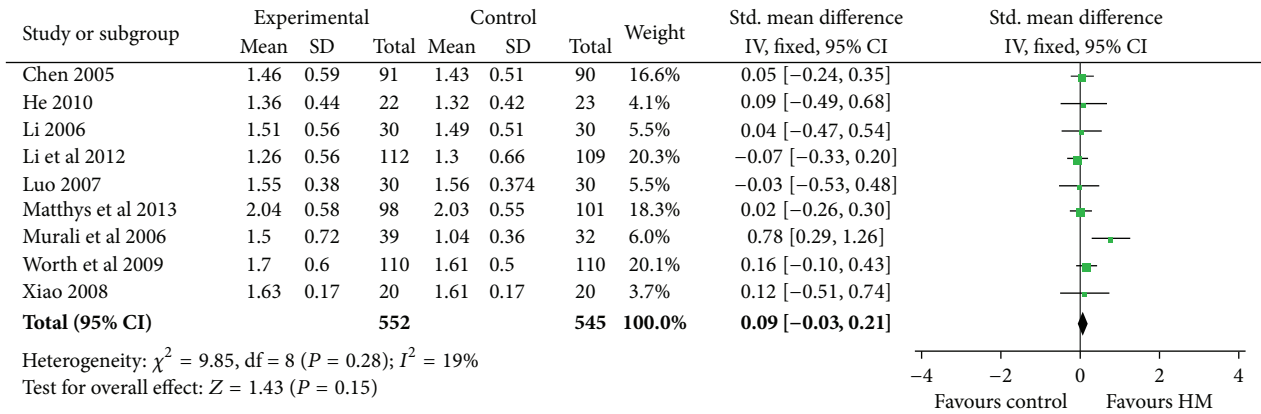 Study or subgroup Experimental Control Weight Std. mean difference Std. mean difference
Mean SD Total Mean SD Total IV, fixed, 95% CI IV, fixed, 95% CI
Chen 2005 1.46 0.59 91 1.43 0.51 90 16.6% 0.05 [−0.24, 0.35]
He 2010 1.36 0.44 22 1.32 0.42 23 4.1% 0.09 [−0.49, 0.68]
Li 2006 1.51 0.56 30 1.49 0.51 30 5.5% 0.04 [−0.47, 0.54]
Li et al 2012 1.26 0.56 112 1.3 0.66 109 20.3% −0.07 [−0.33, 0.20]
Luo 2007 1.55 0.38 30 1.56 0.374 30 5.5% −0.03 [−0.53, 0.48]
Matthys et al 2013 2.04 0.58 98 2.03 0.55 101 18.3% 0.02 [−0.26, 0.30]
Murali et al 2006 1.5 0.72 39 1.04 0.36 32 6.0% 0.78 [0.29, 1.26]
Worth et al 2009 1.7 0.6 110 1.61 0.5 110 20.1% 0.16 [−0.10, 0.43]
Xiao 2008 1.63 0.17 20 1.61 0.17 20 3.7% 0.12 [−0.51, 0.74]
Total (95% CI) 552 545 100.0% 0.09 [−0.03, 0.21]
Heterogeneity: χ² = 9.85, df = 8 (P = 0.28); I² = 19%
Test for overall effect: Z = 1.43 (P = 0.15)
−4 −2 0 2 4
Favours control Favours HM